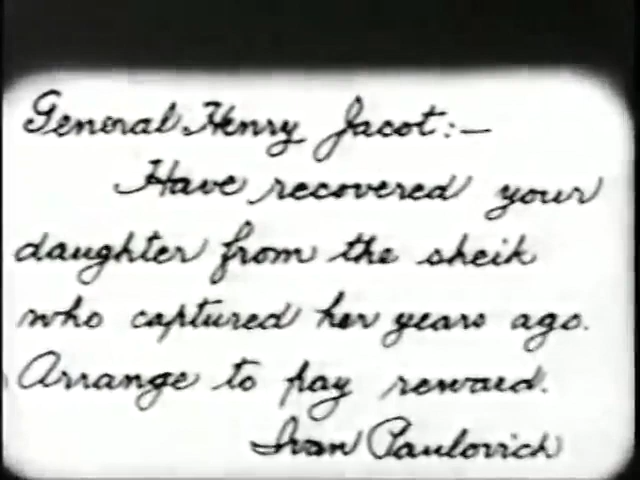 General Henry Jacot:—
Have recovered your
daughter from the sheik
who captured her years ago.
Arrange to pay reward.
Ivan Paulovich